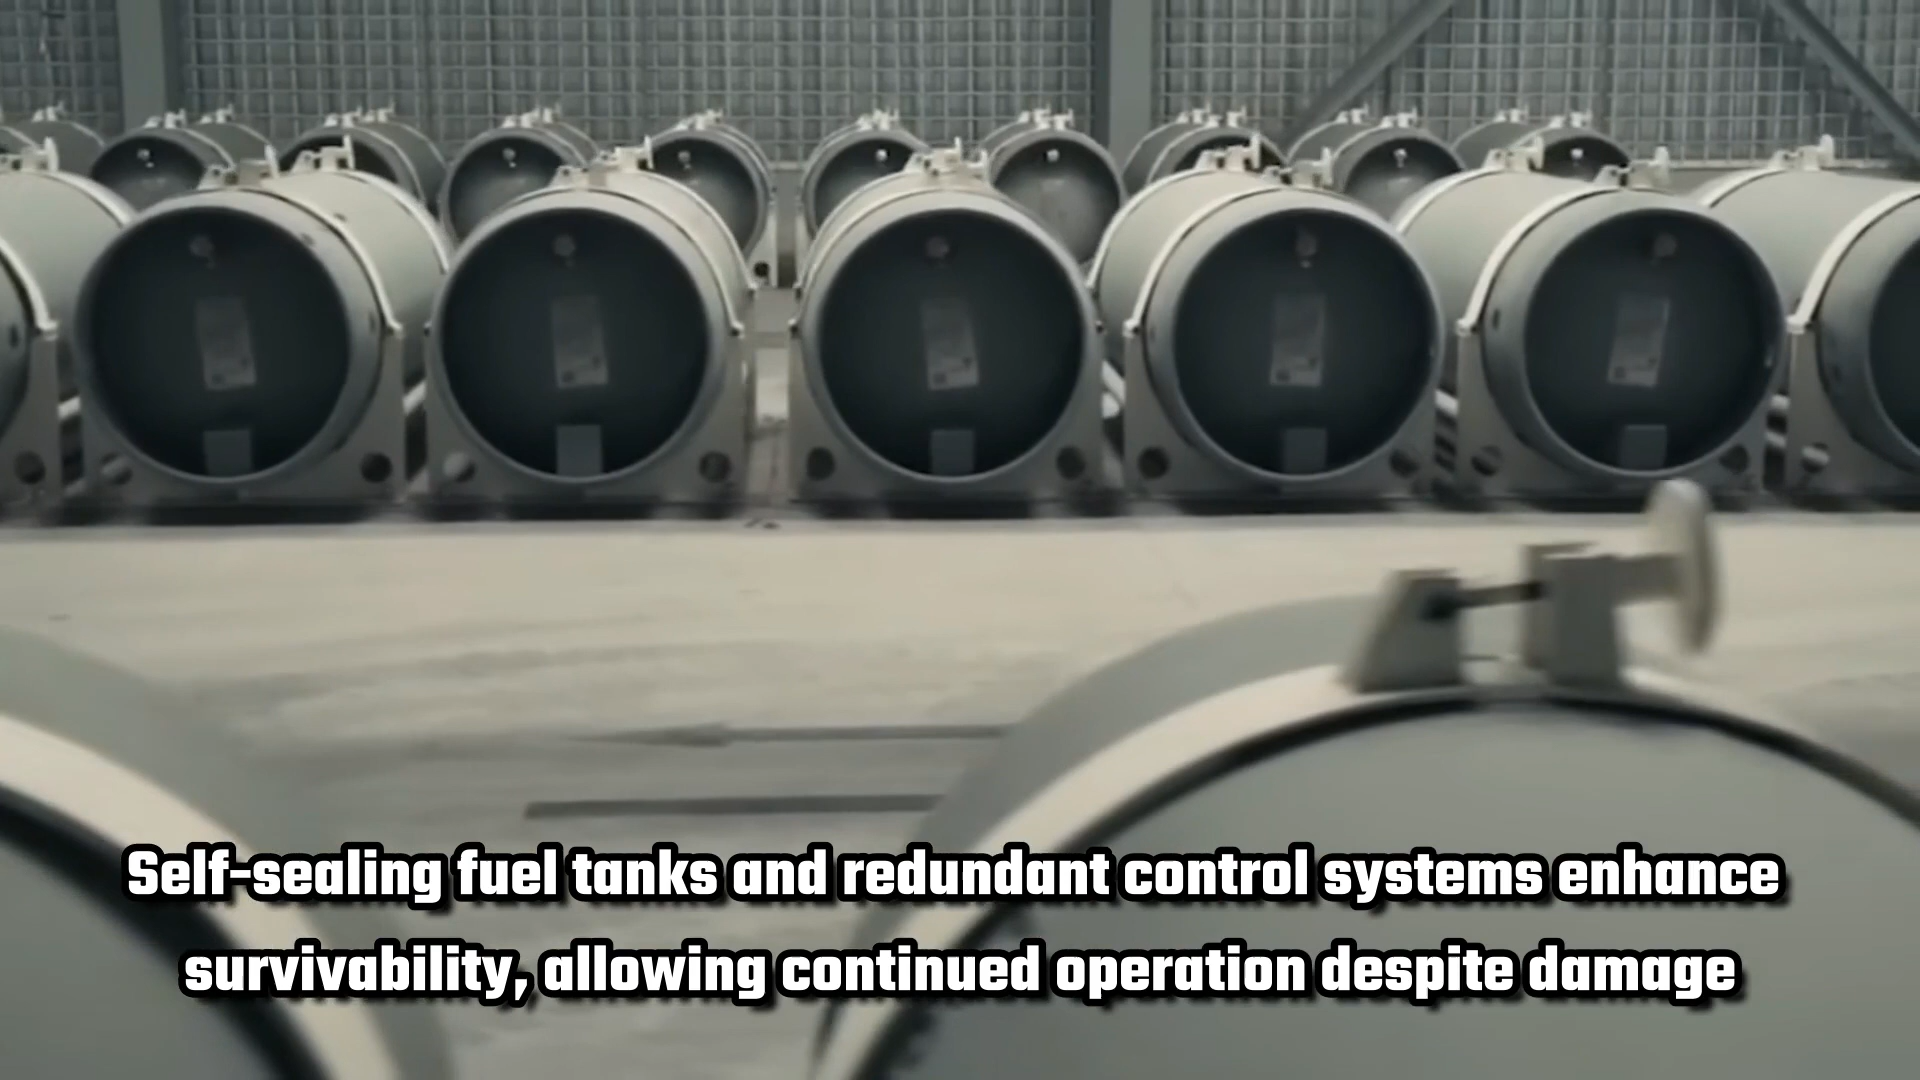 Self-sealing fuel tanks and redundant control systems enhance
survivability, allowing continued operation despite damage